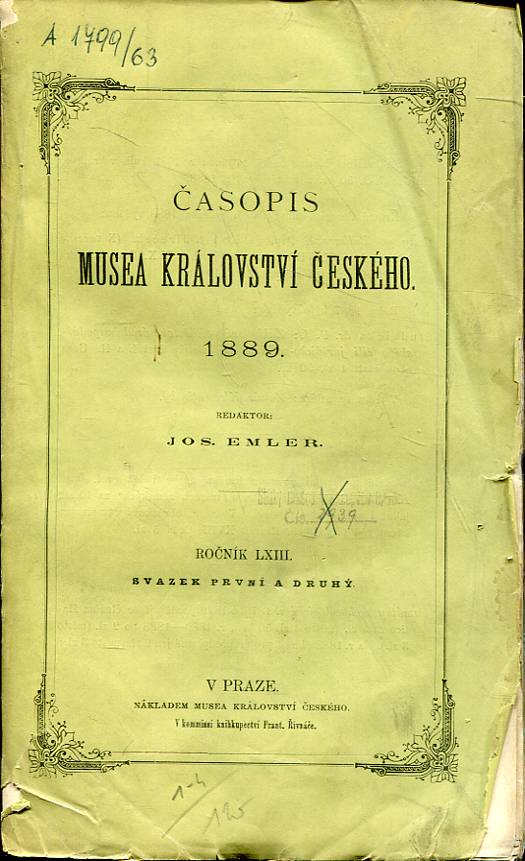 A 1799/63
ČASOPIS
MUSEA KRÁLOVSTVÍ ČESKÉHO.
1889.
REDAKTOR:
JOS. EMLER.
ROČNÍK LXIII.
SVAZEK PRVNÍ A DRUHÝ.
V PRAZE.
NÁKLADEM MUSEA KRÁLOVSTVÍ ČESKÉHO.
V kommissi knihkupectví Frant. Řivnáče.
1-4